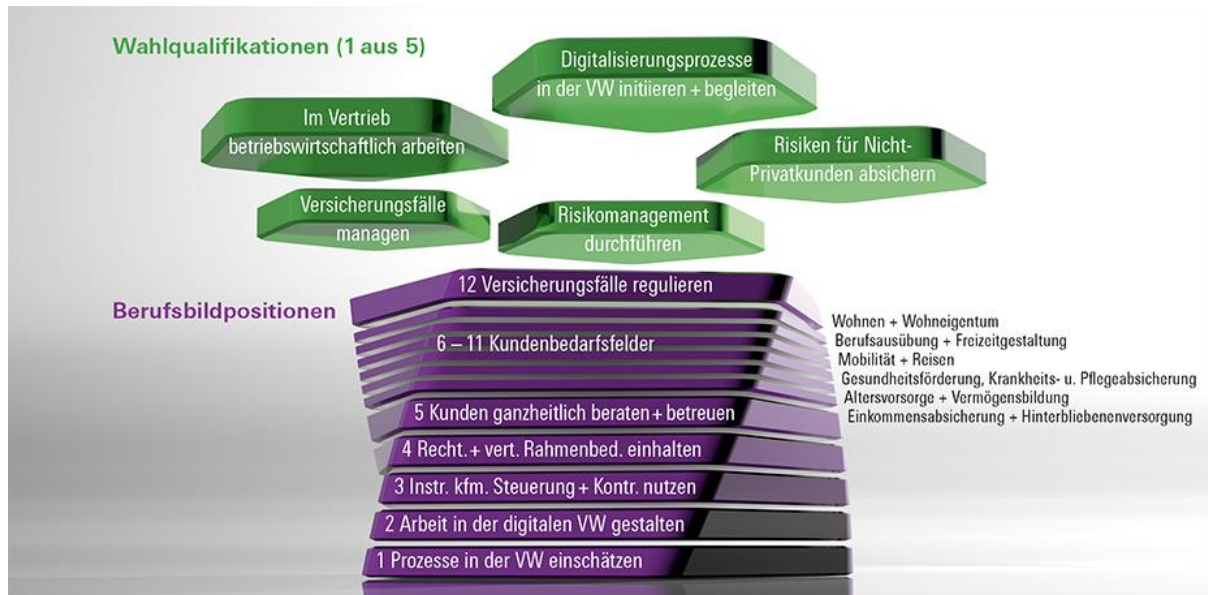 Wahlqualifikationen (1 aus 5)
Digitalisierungsprozesse
in der VW initiieren + begleiten
Im Vertrieb
betriebswirtschaftlich arbeiten
Risiken für Nicht-
Privatkunden absichern
Versicherungsfälle
managen
Risikomanagement
durchführen
Berufsbildpositionen
12 Versicherungsfälle regulieren
6 – 11 Kundenbedarfsfelder
Wohnen + Wohneigentum
Berufsausübung + Freizeitgestaltung
Mobilität + Reisen
Gesundheitsförderung, Krankheits- u. Pflegeabsicherung
Altersvorsorge + Vermögensbildung
Einkommensabsicherung + Hinterbliebenenversorgung
5 Kunden ganzheitlich beraten + betreuen
4 Recht. + vert. Rahmenbed. einhalten
3 Instr. kfm. Steuerung + Kontr. nutzen
2 Arbeit in der digitalen VW gestalten
1 Prozesse in der VW einschätzen